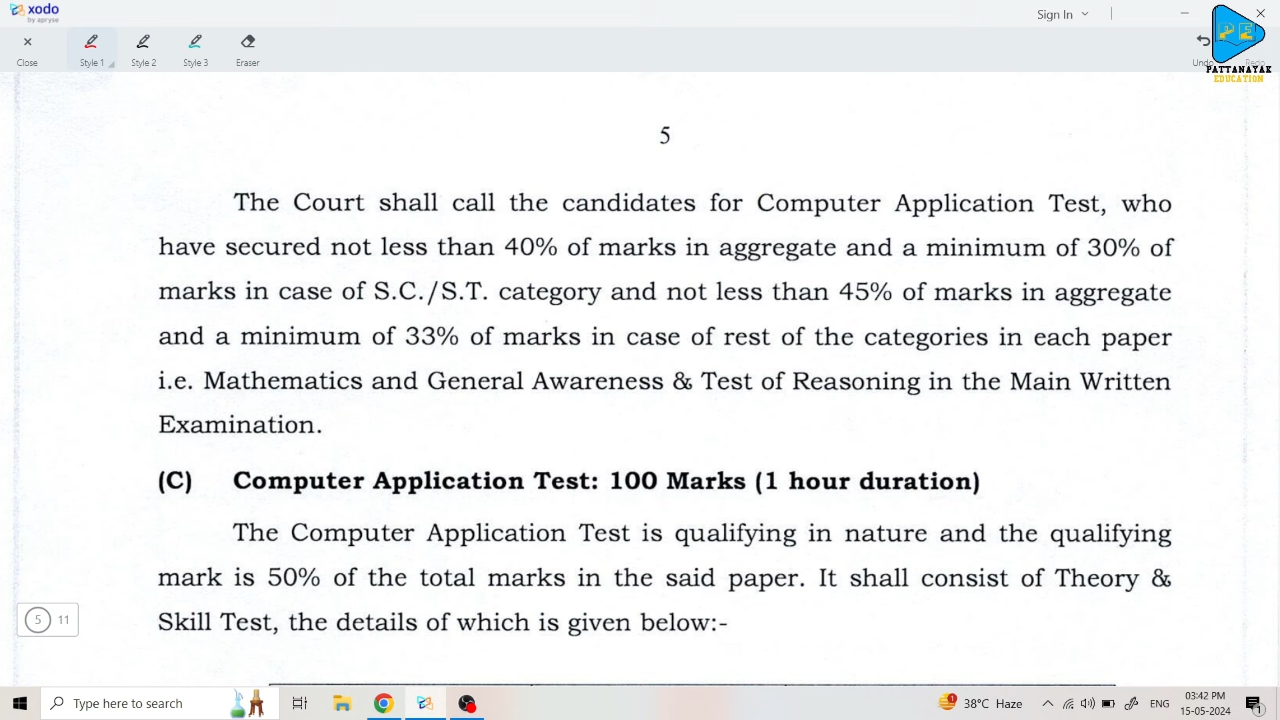 xodo
by apryse
Sign In
Close
Style 1
Style 2
Style 3
Eraser
Undo
Redo
PE
PATTANAYAK
EDUCATION
5
The Court shall call the candidates for Computer Application Test, who
have secured not less than 40% of marks in aggregate and a minimum of 30% of
marks in case of S.C./S.T. category and not less than 45% of marks in aggregate
and a minimum of 33% of marks in case of rest of the categories in each paper
i.e. Mathematics and General Awareness & Test of Reasoning in the Main Written
Examination.
(C) Computer Application Test: 100 Marks (1 hour duration)
The Computer Application Test is qualifying in nature and the qualifying
mark is 50% of the total marks in the said paper. It shall consist of Theory &
Skill Test, the details of which is given below:-
5 11
Type here to search
1
38°C Haze
ENG
03:42 PM
15-05-2024
1